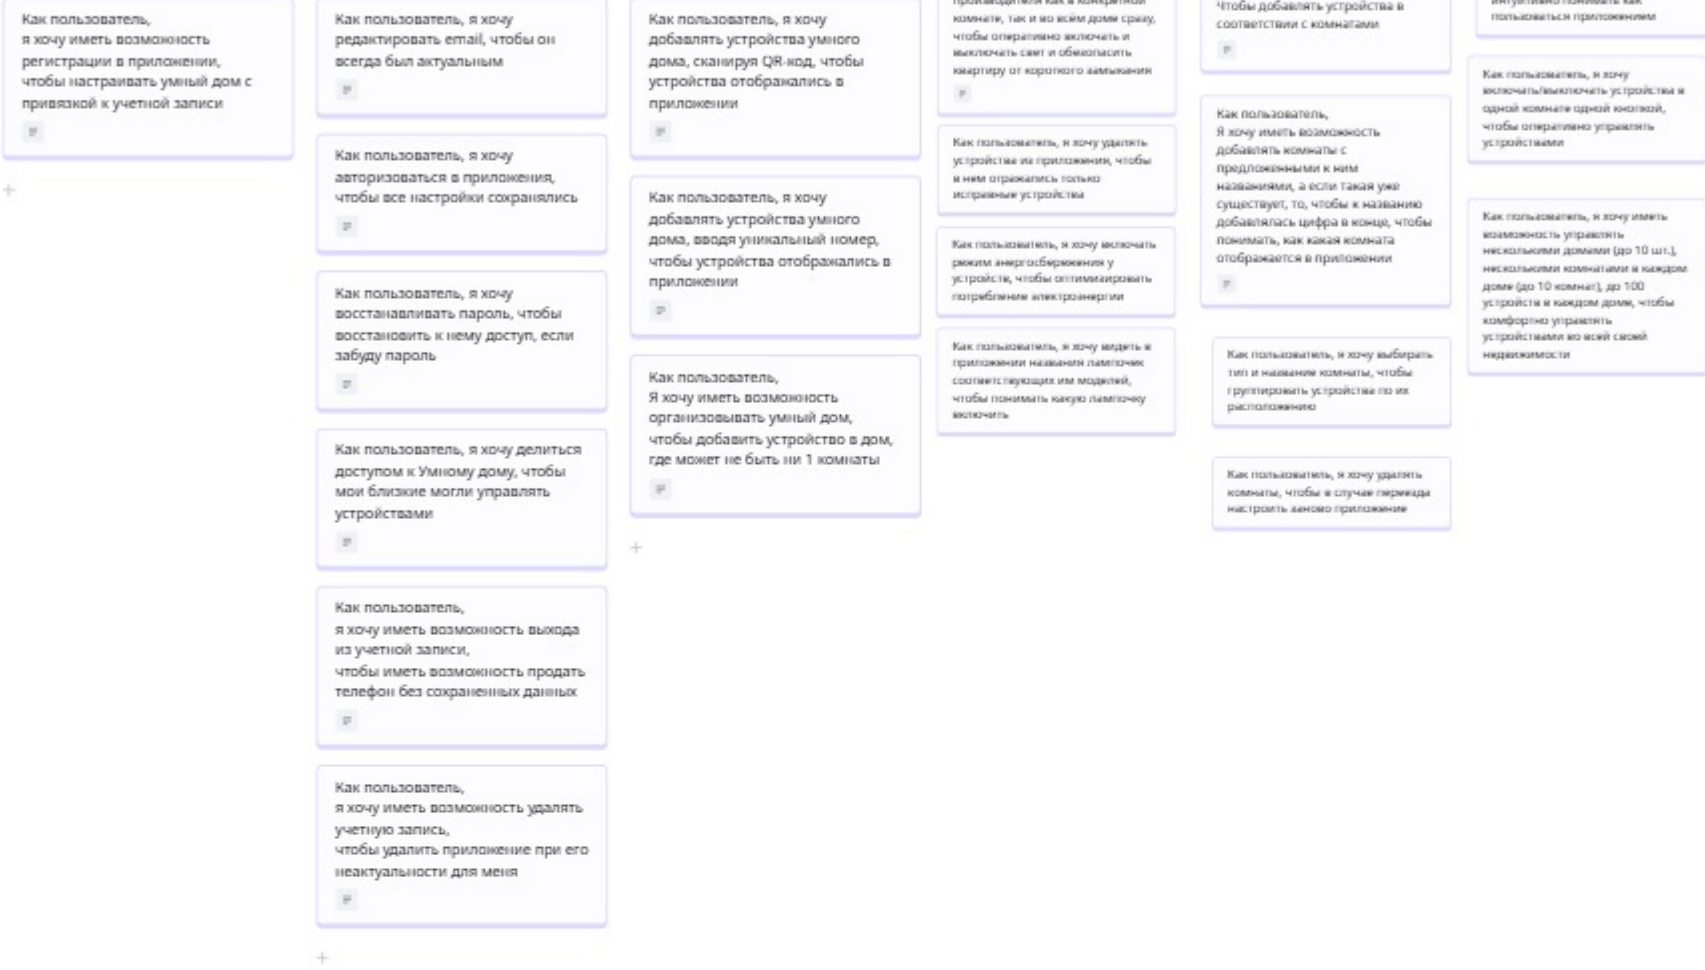 Как пользователь,
я хочу иметь возможность
регистрации в приложении,
чтобы настраивать умный дом с
привязкой к учетной записи
Как пользователь, я хочу
редактировать email, чтобы он
всегда был актуальным
Как пользователь, я хочу
авторизоваться в приложения,
чтобы все настройки сохранялись
Как пользователь, я хочу
восстанавливать пароль, чтобы
восстановить к нему доступ, если
забуду пароль
Как пользователь, я хочу делиться
доступом к Умному дому, чтобы
мои близкие могли управлять
устройствами
Как пользователь,
я хочу иметь возможность выхода
из учетной записи,
чтобы иметь возможность продать
телефон без сохраненных данных
Как пользователь,
я хочу иметь возможность удалять
учетную запись,
чтобы удалить приложение при его
неактуальности для меня
Как пользователь, я хочу
добавлять устройства умного
дома, сканируя QR-код, чтобы
устройства отображались в
приложении
Как пользователь, я хочу
добавлять устройства умного
дома, вводя уникальный номер,
чтобы устройства отображались в
приложении
Как пользователь,
Я хочу иметь возможность
организовывать умный дом,
чтобы добавить устройство в дом,
где может не быть ни 1 комнаты
производителя как в конкретной
комнате, так и во всём доме сразу,
чтобы оперативно включать и
выключать свет и обезопасить
квартиру от короткого замыкания
Как пользователь, я хочу удалять
устройства из приложения, чтобы
в нем отражались только
исправные устройства
Как пользователь, я хочу включать
режим энергосбережения у
устройств, чтобы оптимизировать
потребление электроэнергии
Как пользователь, я хочу видеть в
приложении названия лампочек
соответствующих им моделей,
чтобы понимать какую лампочку
включить
Чтобы добавлять устройства в
соответствии с комнатами
Как пользователь,
Я хочу иметь возможность
добавлять комнаты с
предложенными к ним
названиями, а если такая уже
существует, то, чтобы к названию
добавлялась цифра в конце, чтобы
понимать, как какая комната
отображается в приложении
Как пользователь, я хочу выбирать
тип и название комнаты, чтобы
группировать устройства по их
расположению
Как пользователь, я хочу удалять
комнаты, чтобы в случае переезда
настроить заново приложение
интуитивно понимать как
пользоваться приложением
Как пользователь, я хочу
включать/выключать устройства в
одной комнате одной кнопкой,
чтобы оперативно управлять
устройствами
Как пользователь, я хочу иметь
возможность управлять
несколькими домами (до 10 шт.),
несколькими комнатами в каждом
доме (до 10 комнат), до 100
устройств в каждом доме, чтобы
комфортно управлять
устройствами во всей своей
недвижимости